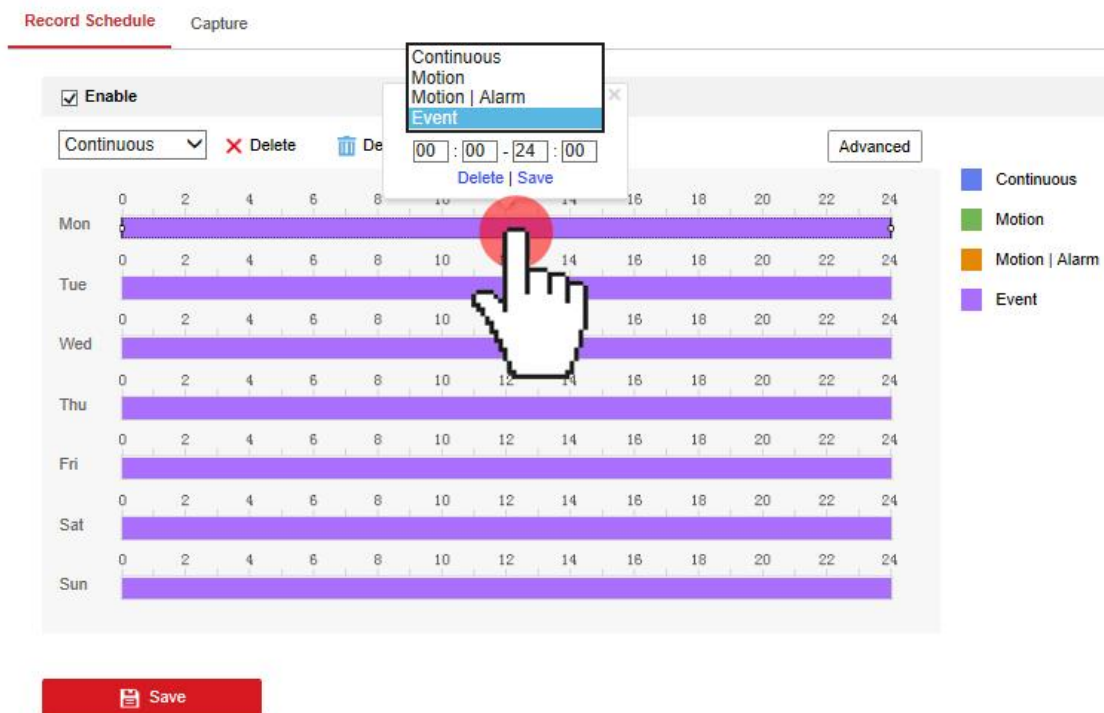 Record Schedule Capture
Continuous
Motion
Motion | Alarm
Event
Enable
Continuous Delete De Advanced
00 : 00 - 24 : 00
Delete | Save
Continuous
Motion
Motion | Alarm
Event
0 2 4 6 8 10 14 16 18 20 22 24
Mon
0 2 4 6 8 10 14 16 18 20 22 24
Tue
0 2 4 6 8 10 16 18 20 22 24
Wed
0 2 4 6 8 10 12 14 16 18 20 22 24
Thu
0 2 4 6 8 10 12 14 16 18 20 22 24
Fri
0 2 4 6 8 10 12 14 16 18 20 22 24
Sat
0 2 4 6 8 10 12 14 16 18 20 22 24
Sun
Save